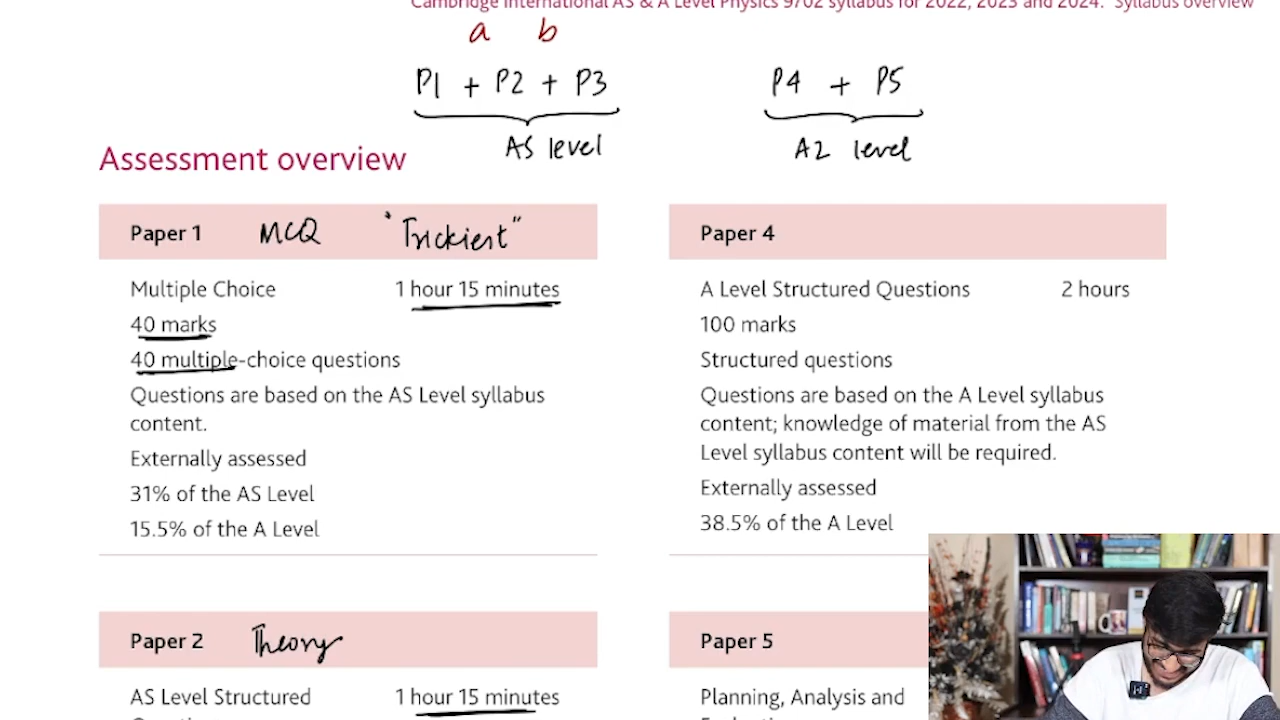 Cambridge International AS & A Level Physics 9702 syllabus for 2022, 2023 and 2024. Syllabus overview
a b
P1 + P2 + P3
AS level
P4 + P5
A2 level
Assessment overview
Paper 1 MCQ "Trickiest"
Multiple Choice 1 hour 15 minutes
40 marks
40 multiple-choice questions
Questions are based on the AS Level syllabus
content.
Externally assessed
31% of the AS Level
15.5% of the A Level
Paper 4
A Level Structured Questions 2 hours
100 marks
Structured questions
Questions are based on the A Level syllabus
content; knowledge of material from the AS
Level syllabus content will be required.
Externally assessed
38.5% of the A Level
Paper 2 Theory
AS Level Structured 1 hour 15 minutes
Paper 5
Planning, Analysis and